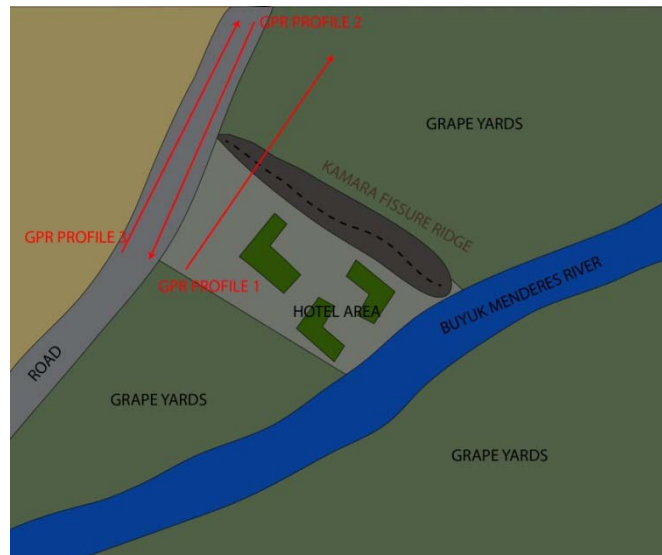 GPR PROFILE 2
GRAPE YARDS
KAMARA FISSURE RIDGE
GPR PROFILE 3
GPR PROFILE 1
HOTEL AREA
BUYUK MENDERES RIVER
ROAD
GRAPE YARDS
GRAPE YARDS